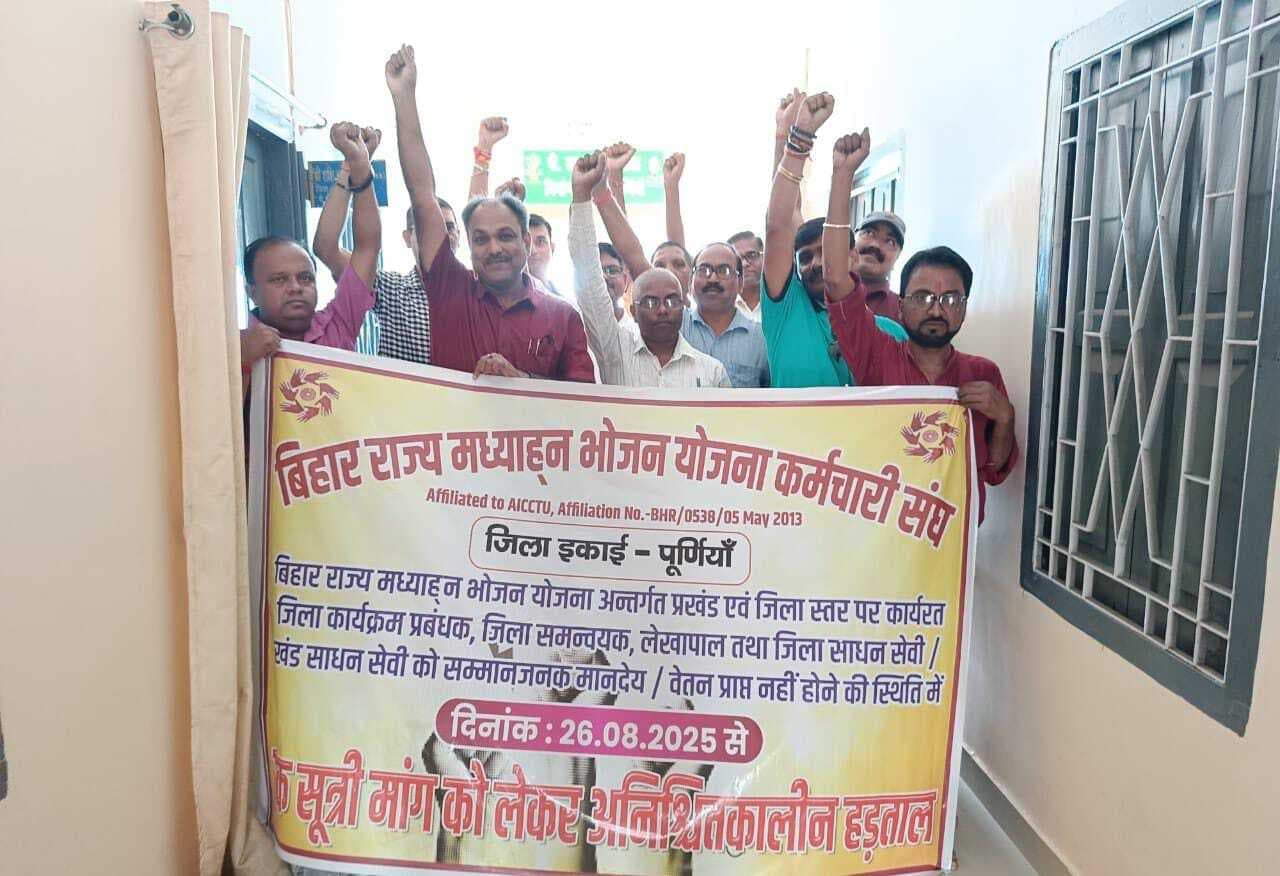 बिहार राज्य मध्याह्न भोजन योजना कर्मचारी संघ
Affiliated to AICCTU, Affiliation No.-BHR/0538/05 May 2013
जिला इकाई – पूर्णियाँ
बिहार राज्य मध्याह्न भोजन योजना अन्तर्गत प्रखंड एवं जिला स्तर पर कार्यरत
जिला कार्यक्रम प्रबंधक, जिला समन्वयक, लेखापाल तथा जिला साधन सेवी /
खंड साधन सेवी को सम्मानजनक मानदेय / वेतन प्राप्त नहीं होने की स्थिति में
दिनांक : 26.08.2025 से
सूत्री मांग को लेकर अनिश्चितकालीन हड़ताल